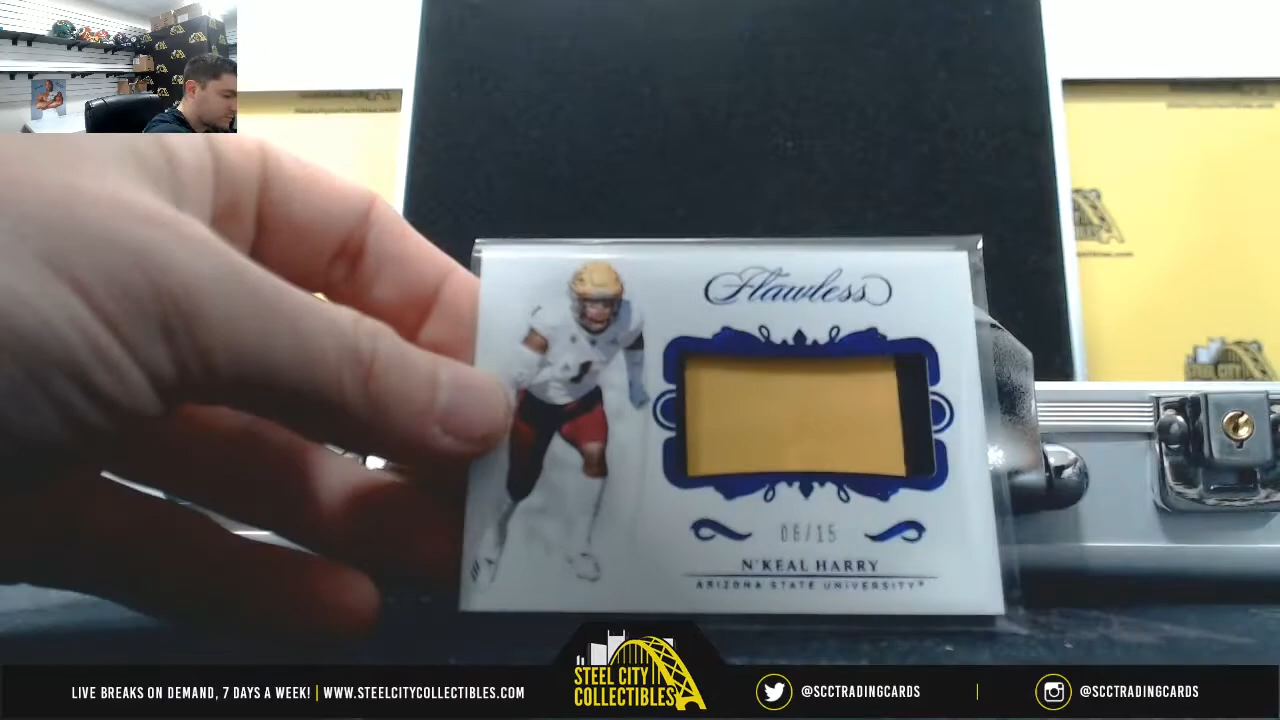 Flawless
06/15
N'KEAL HARRY
ARIZONA STATE UNIVERSITY®
STEEL CITY
COLLECTIBLES
LIVE BREAKS ON DEMAND, 7 DAYS A WEEK! | WWW.STEELCITYCOLLECTIBLES.COM
@SCCTRADINGCARDS
@SCCTRADINGCARDS